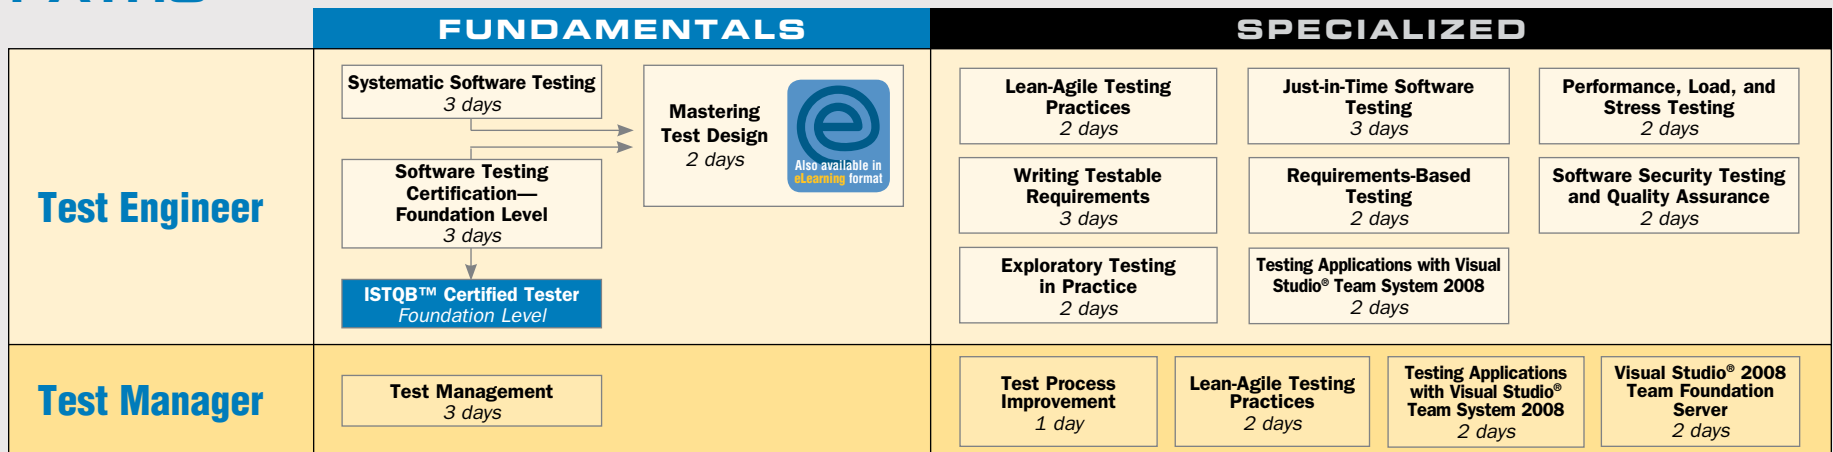 FUNDAMENTALS
SPECIALIZED
Test Engineer
Systematic Software Testing
3 days
Software Testing
Certification—
Foundation Level
3 days
ISTQB™ Certified Tester
Foundation Level
Mastering
Test Design
2 days
Also available in
eLearning format
Lean-Agile Testing
Practices
2 days
Just-in-Time Software
Testing
3 days
Performance, Load, and
Stress Testing
2 days
Writing Testable
Requirements
3 days
Requirements-Based
Testing
2 days
Software Security Testing
and Quality Assurance
2 days
Exploratory Testing
in Practice
2 days
Testing Applications with Visual
Studio® Team System 2008
2 days
Test Manager
Test Management
3 days
Test Process
Improvement
1 day
Lean-Agile Testing
Practices
2 days
Testing Applications
with Visual Studio®
Team System 2008
2 days
Visual Studio® 2008
Team Foundation
Server
2 days